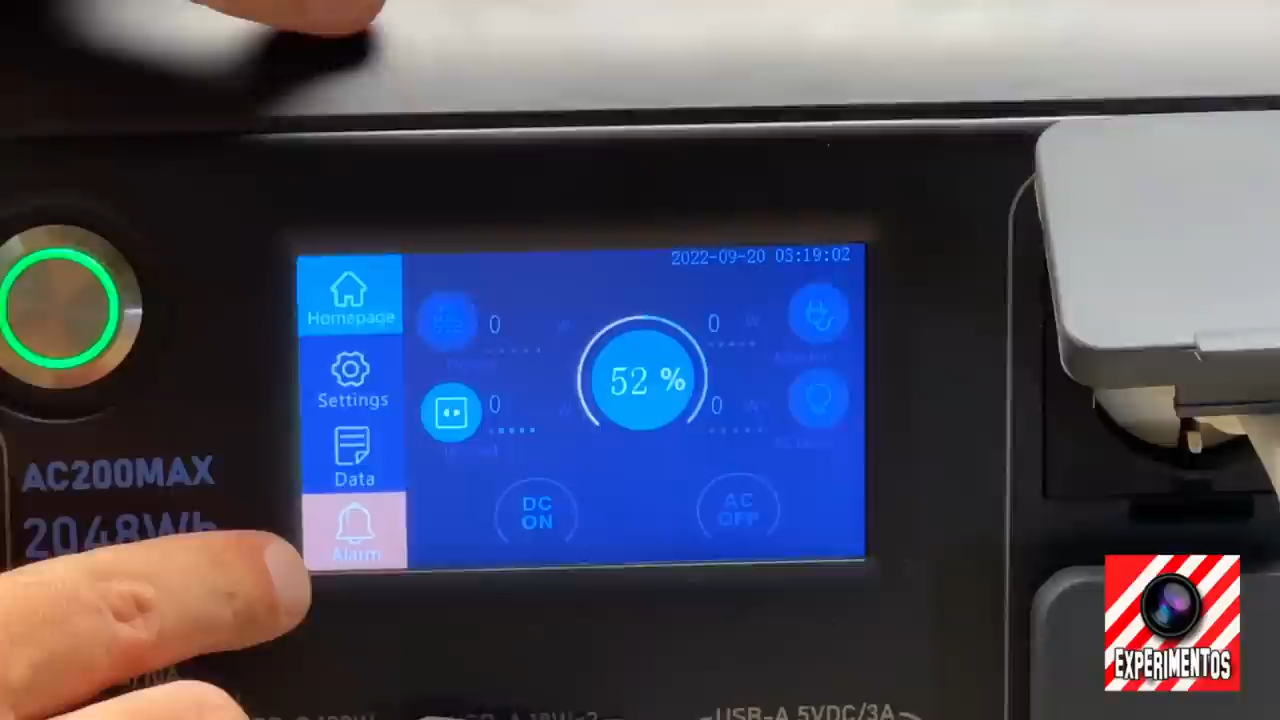 2022-09-20 03:19:02
Homepage
0
0
Settings
52 %
0
0
Data
DC
ON
AC
OFF
Alarm
AC200MAX
2048Wh
USB-A 5VDC/3A
EXPERIMENTOS